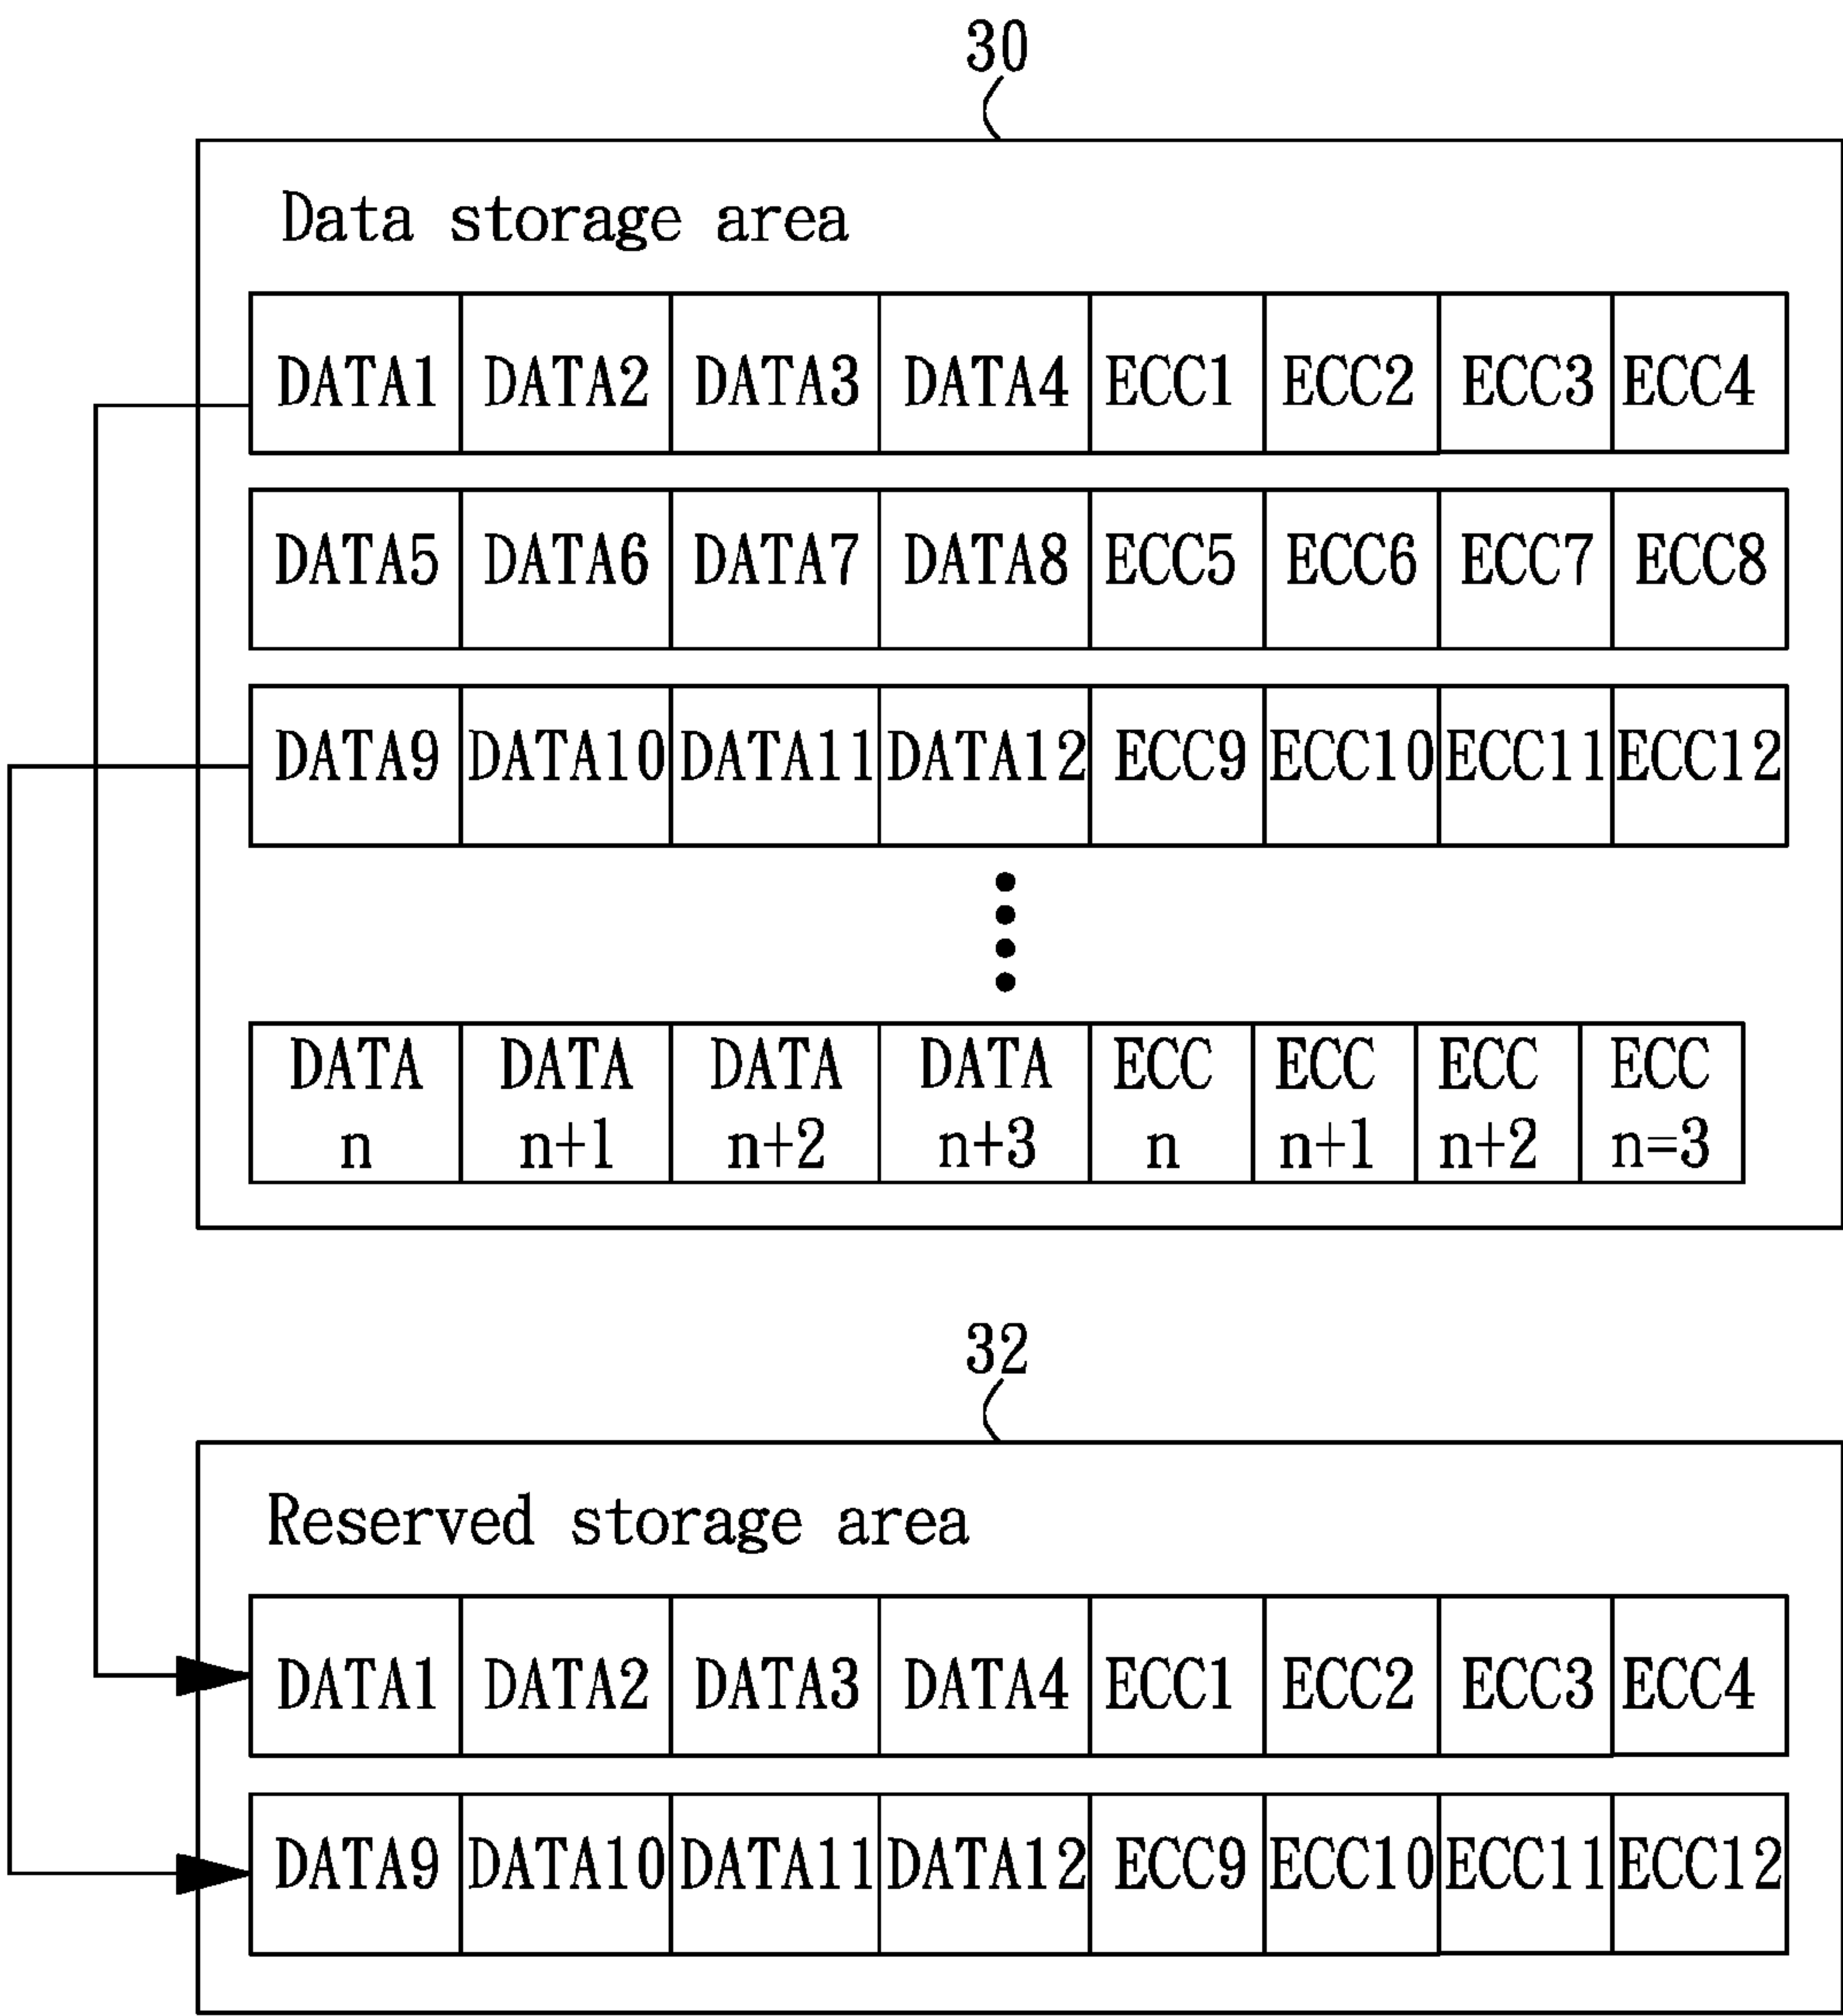 30
Data storage area
DATA1 DATA2 DATA3 DATA4 ECC1 ECC2 ECC3 ECC4
DATA5 DATA6 DATA7 DATA8 ECC5 ECC6 ECC7 ECC8
DATA9 DATA10 DATA11 DATA12 ECC9 ECC10 ECC11 ECC12
DATA DATA DATA DATA ECC ECC ECC ECC
n n+1 n+2 n+3 n n+1 n+2 n=3
32
Reserved storage area
DATA1 DATA2 DATA3 DATA4 ECC1 ECC2 ECC3 ECC4
DATA9 DATA10 DATA11 DATA12 ECC9 ECC10 ECC11 ECC12